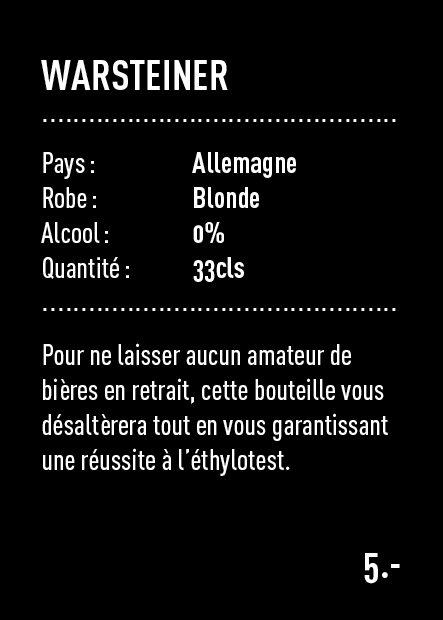 WARSTEINER
Pays : Allemagne
Robe : Blonde
Alcool : 0%
Quantité : 33cls
Pour ne laisser aucun amateur de
bières en retrait, cette bouteille vous
désaltèrera tout en vous garantissant
une réussite à l’éthylotest.
5.-